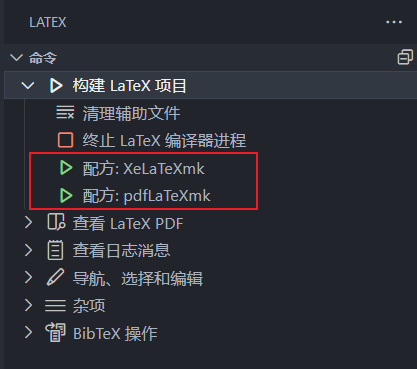 LATEX
命令
构建 LaTeX 项目
清理辅助文件
终止 LaTeX 编译器进程
配方: XeLaTeXmk
配方: pdfLaTeXmk
查看 LaTeX PDF
查看日志消息
导航、选择和编辑
杂项
BibTeX 操作